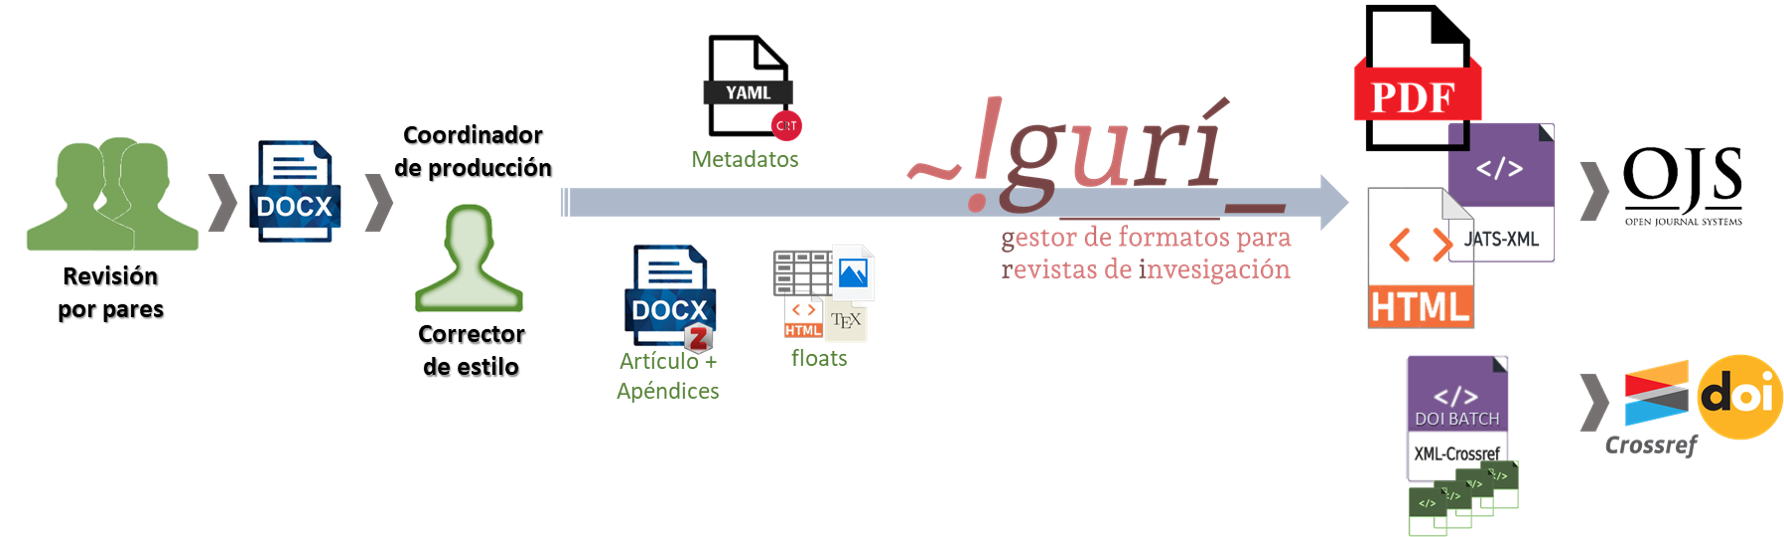 Revisión
por pares
DOCX
Coordinador
de producción
Corrector
de estilo
YAML
CRT
Metadatos
DOCX
Z
Artículo +
Apéndices
HTML
TEX
floats
~!gurí_
gestor de formatos para
revistas de invesigación
PDF
</>
JATS-XML
< >
HTML
OJS
OPEN JOURNAL SYSTEMS
</>
DOI BATCH
XML-Crossref
</>
</>
</>
</>
Crossref
doi